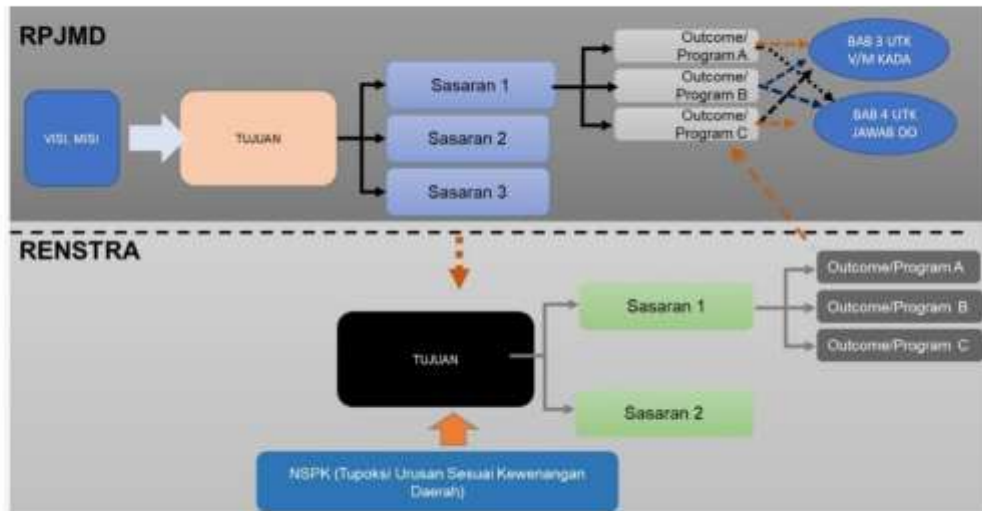 RPJMD
VISI, MISI
TUJUAN
Sasaran 1
Sasaran 2
Sasaran 3
Outcome/
Program A
Outcome/
Program B
Outcome/
Program C
BAB 3 UTK
V/M KADA
BAB 4 UTK
JAWAB DO
RENSTRA
TUJUAN
Sasaran 1
Sasaran 2
Outcome/Program A
Outcome/Program B
Outcome/Program C
NSPK (Tupoksi Urusan Sesuai Kewenangan
Daerah)